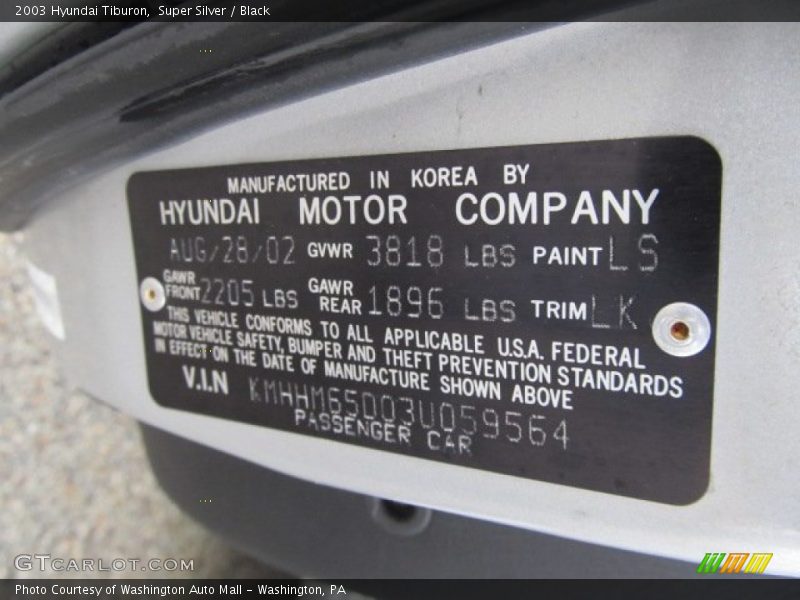 2003 Hyundai Tiburon, Super Silver / Black
MANUFACTURED IN KOREA BY
HYUNDAI MOTOR COMPANY
AUG/28/02 GVWR 3818 LBS PAINT LS
GAWR FRONT 2205 LBS GAWR REAR 1896 LBS TRIM LK
THIS VEHICLE CONFORMS TO ALL APPLICABLE U.S.A. FEDERAL
MOTOR VEHICLE SAFETY, BUMPER AND THEFT PREVENTION STANDARDS
IN EFFECT ON THE DATE OF MANUFACTURE SHOWN ABOVE
V.I.N KMHHM65D03U059564
PASSENGER CAR
GTCARLOT.COM
Photo Courtesy of Washington Auto Mall - Washington, PA